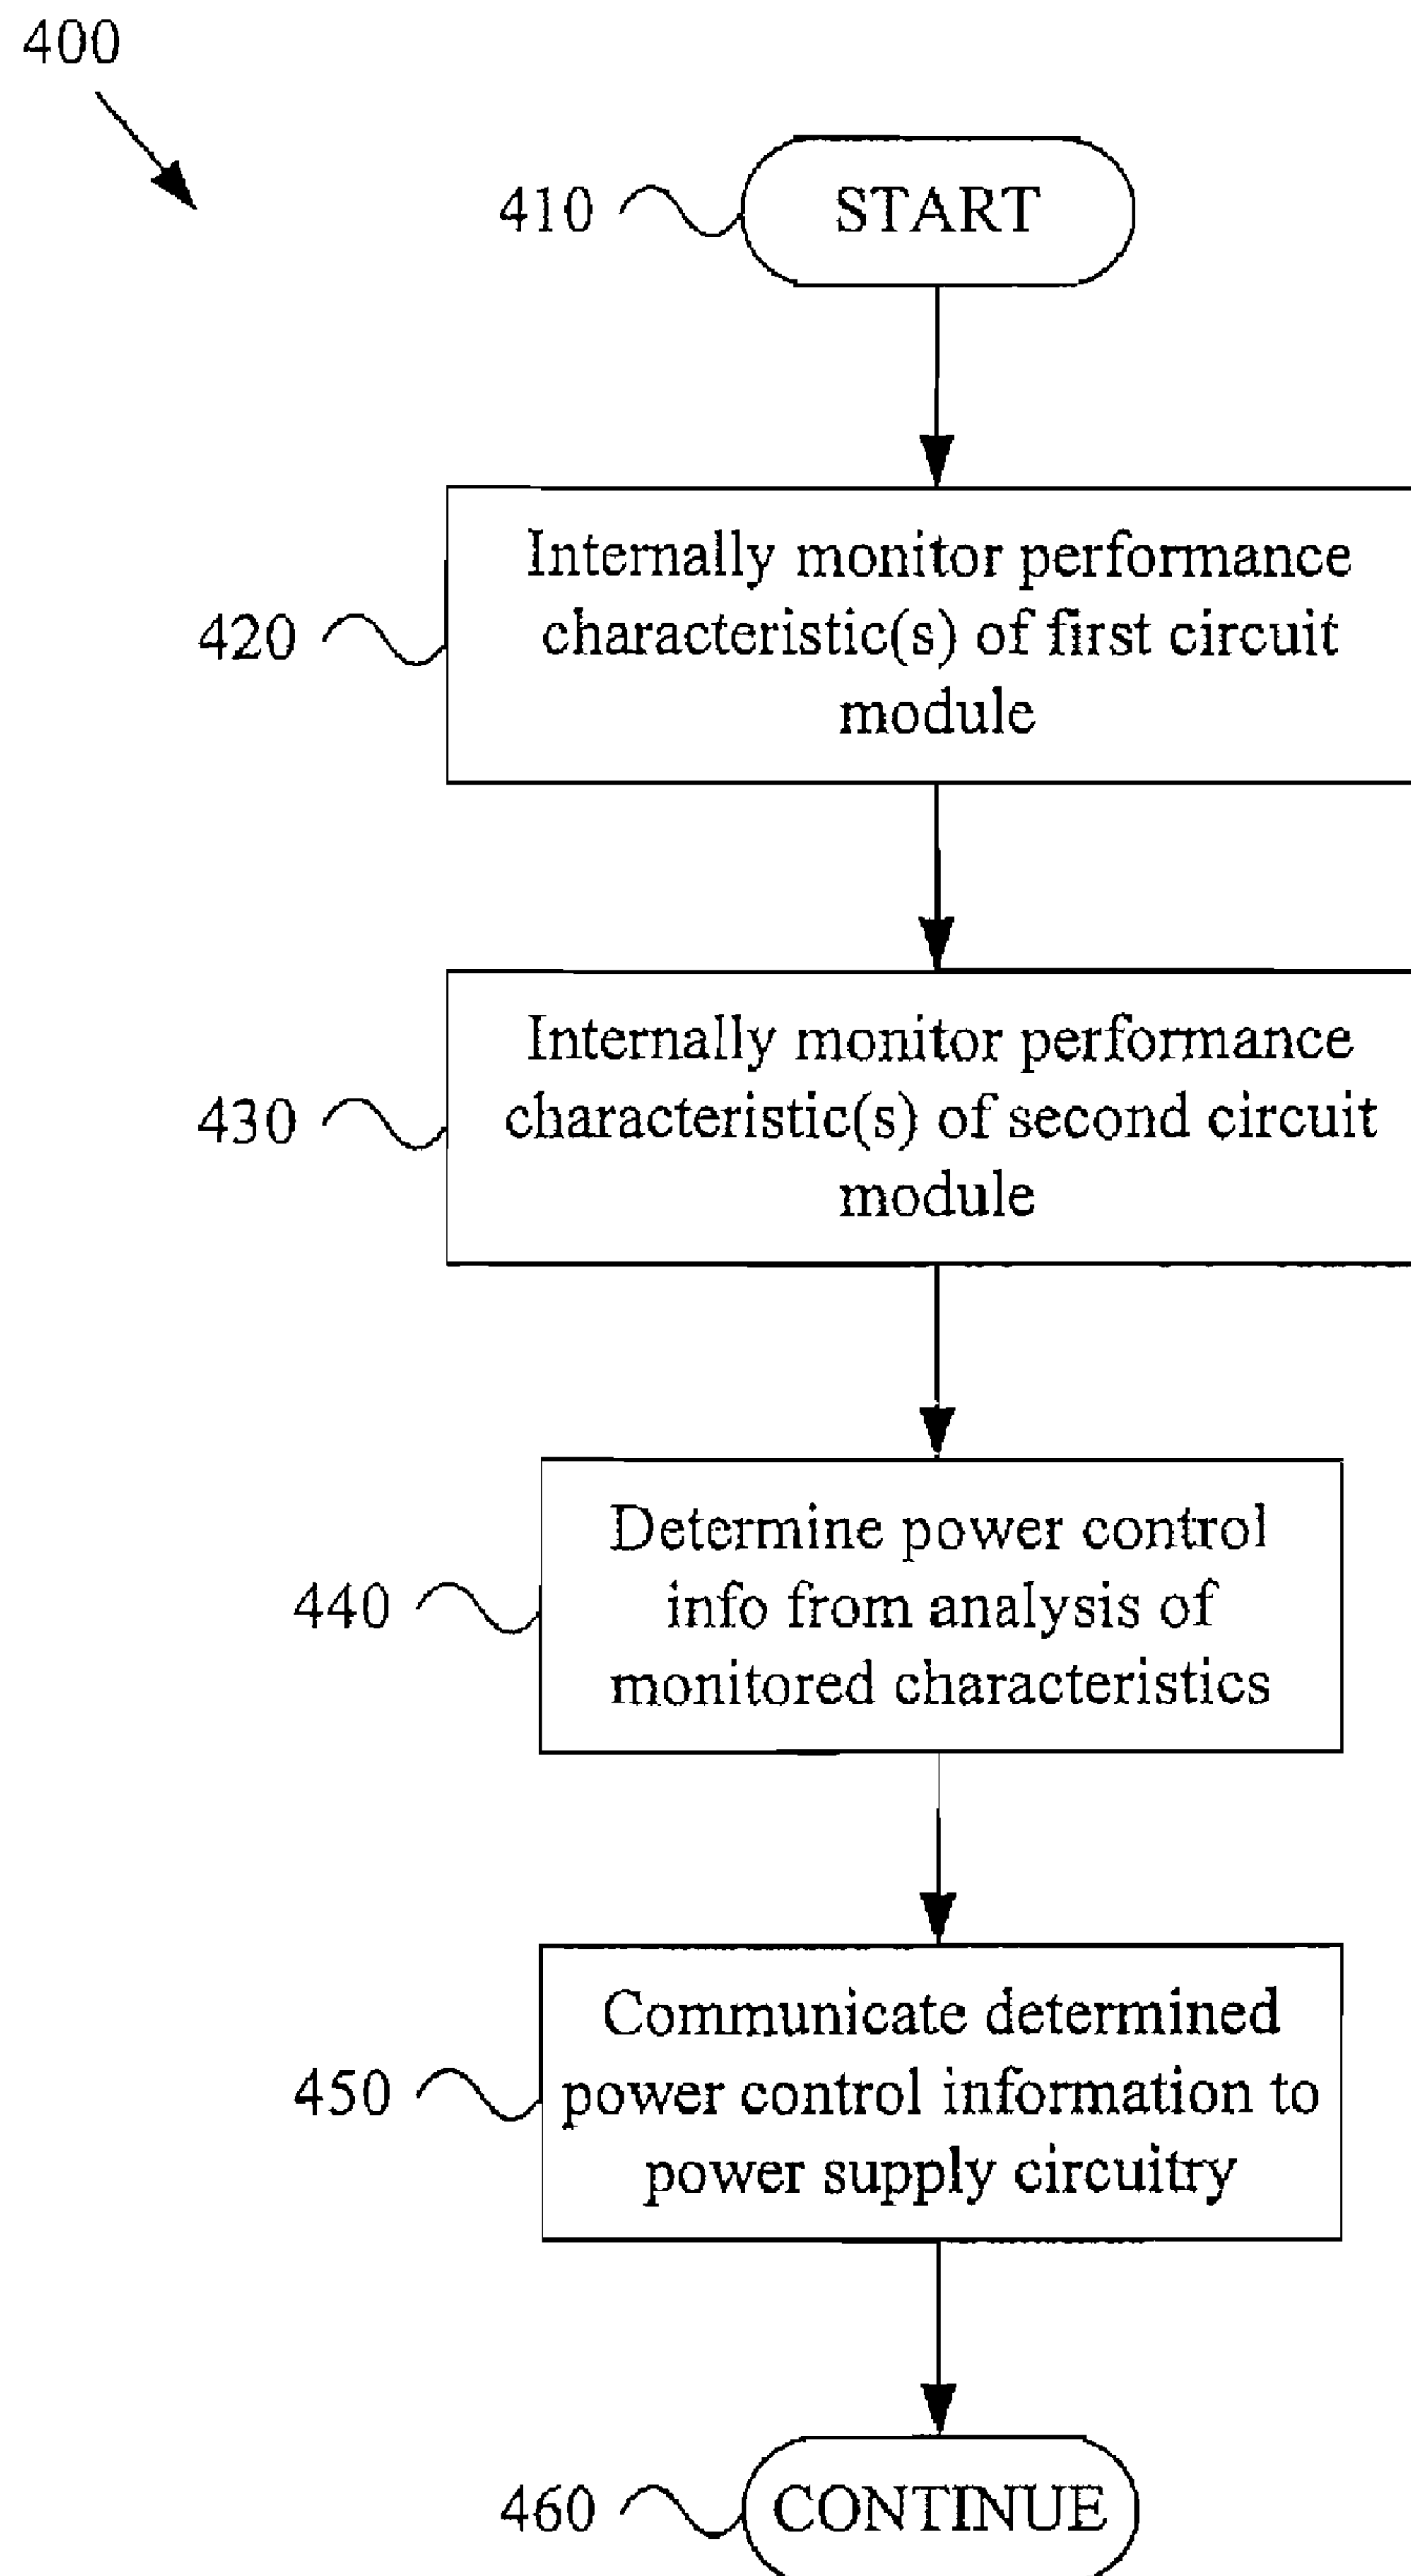 400
410
START
Internally monitor performance
characteristic(s) of first circuit
module
420
Internally monitor performance
characteristic(s) of second circuit
module
430
Determine power control
info from analysis of
monitored characteristics
440
Communicate determined
power control information to
power supply circuitry
450
460
CONTINUE